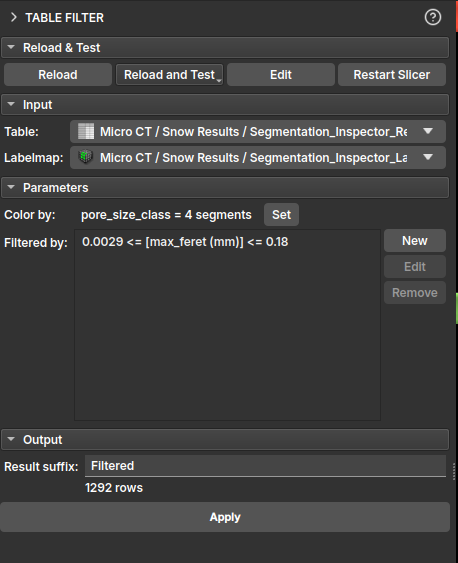 TABLE FILTER
?
Reload & Test
Reload
Reload and Test
Edit
Restart Slicer
Input
Table: Micro CT / Snow Results / Segmentation_Inspector_Re
Labelmap: Micro CT / Snow Results / Segmentation_Inspector_La
Parameters
Color by: pore_size_class = 4 segments Set
Filtered by: 0.0029 <= [max_feret (mm)] <= 0.18
New
Edit
Remove
Output
Result suffix: Filtered
1292 rows
Apply